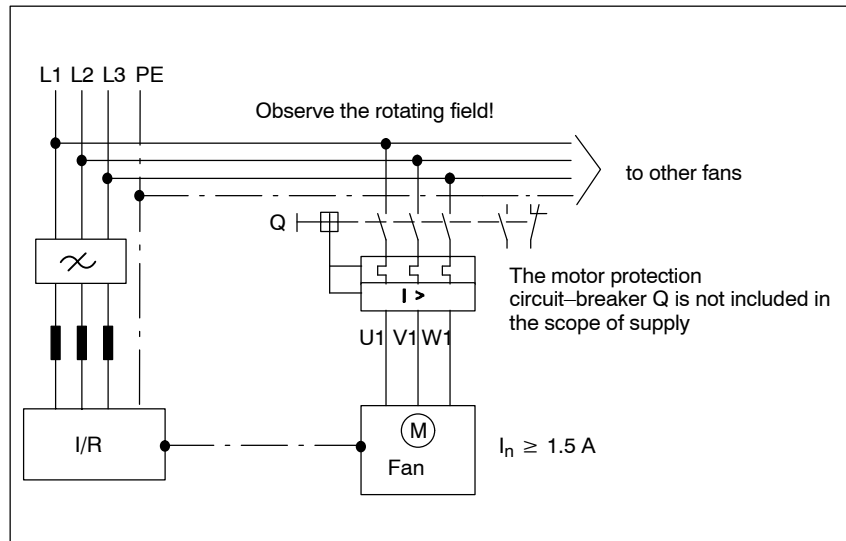 L1 L2 L3 PE
Observe the rotating field!
to other fans
Q
The motor protection
circuit–breaker Q is not included in
the scope of supply
I >
U1 V1 W1
I/R
M
Fan
In ≥ 1.5 A